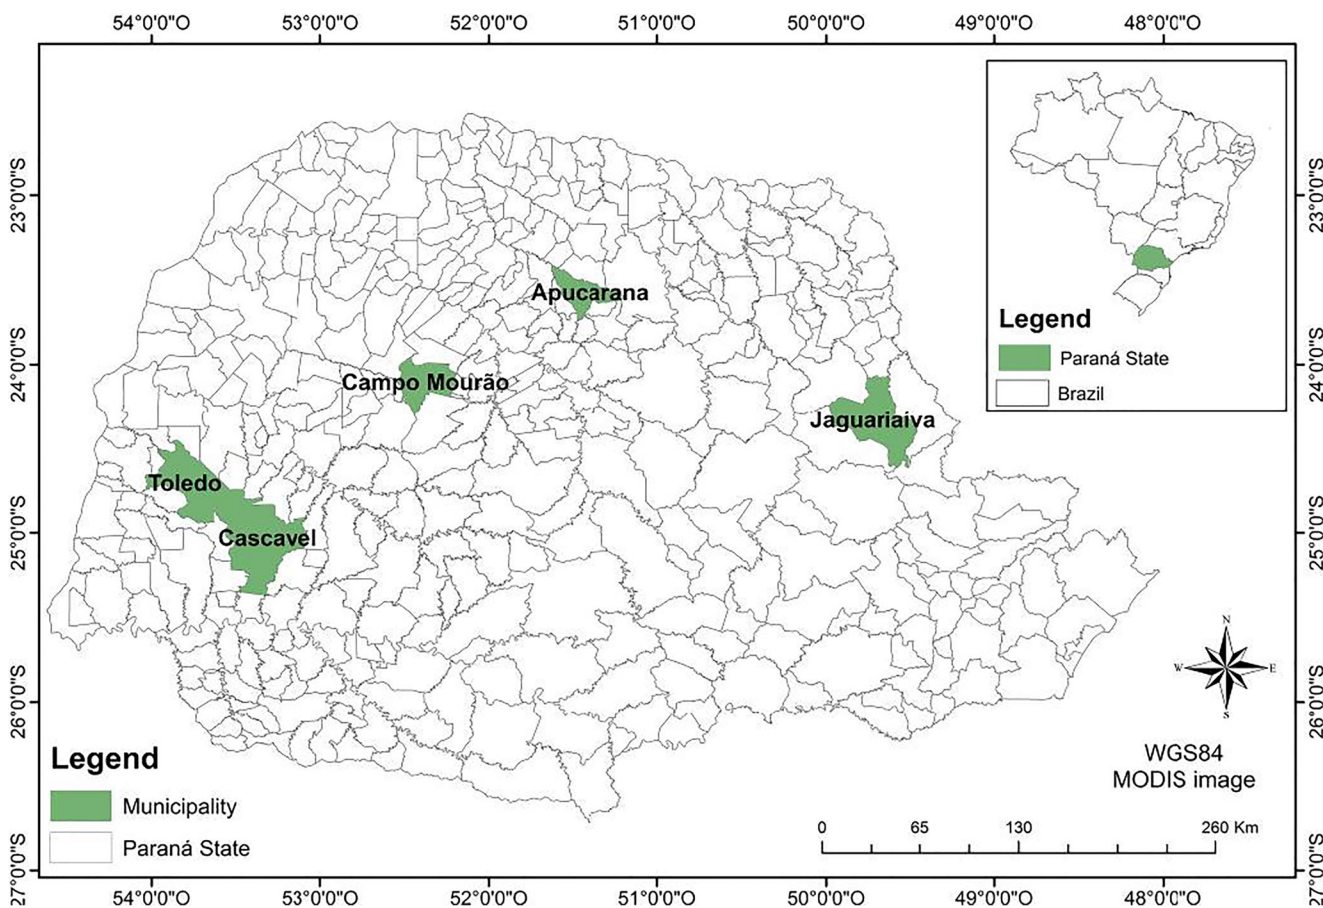 54°0'0"O 53°0'0"O 52°0'0"O 51°0'0"O 50°0'0"O 49°0'0"O 48°0'0"O
23°0'0"S
24°0'0"S
25°0'0"S
26°0'0"S
27°0'0"S
Apucarana
Campo Mourão
Jaguariaiva
Toledo
Cascavel
Legend
Paraná State
Brazil
23°0'0"S
24°0'0"S
25°0'0"S
26°0'0"S
27°0'0"S
N
W E
S
WGS84
MODIS image
Legend
Municipality
Paraná State
0 65 130 260 Km
54°0'0"O 53°0'0"O 52°0'0"O 51°0'0"O 50°0'0"O 49°0'0"O 48°0'0"O